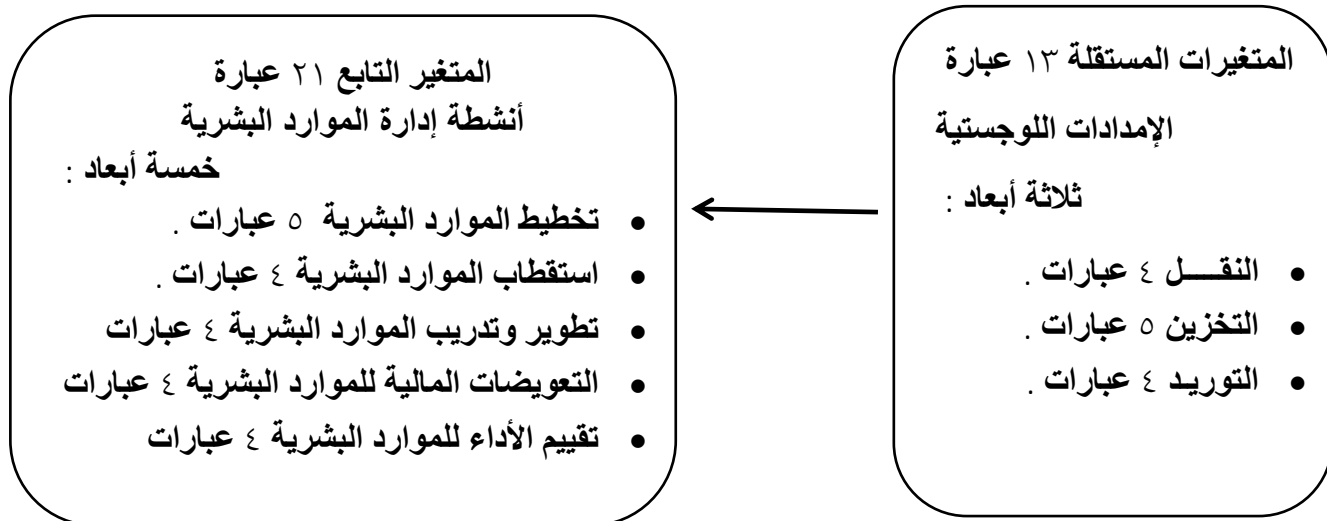 المتغيرات المستقلة ١٣ عبارة
الإمدادات اللوجستية
ثلاثة أبعاد :
• النقـــــل ٤ عبارات .
• التخزين ٥ عبارات .
• التوريـد ٤ عبارات .
المتغير التابع ٢١ عبارة
أنشطة إدارة الموارد البشرية
خمسة أبعاد :
• تخطيط الموارد البشرية ٥ عبارات .
• استقطاب الموارد البشرية ٤ عبارات .
• تطوير وتدريب الموارد البشرية ٤ عبارات
• التعويضات المالية للموارد البشرية ٤ عبارات
• تقييم الأداء للموارد البشرية ٤ عبارات